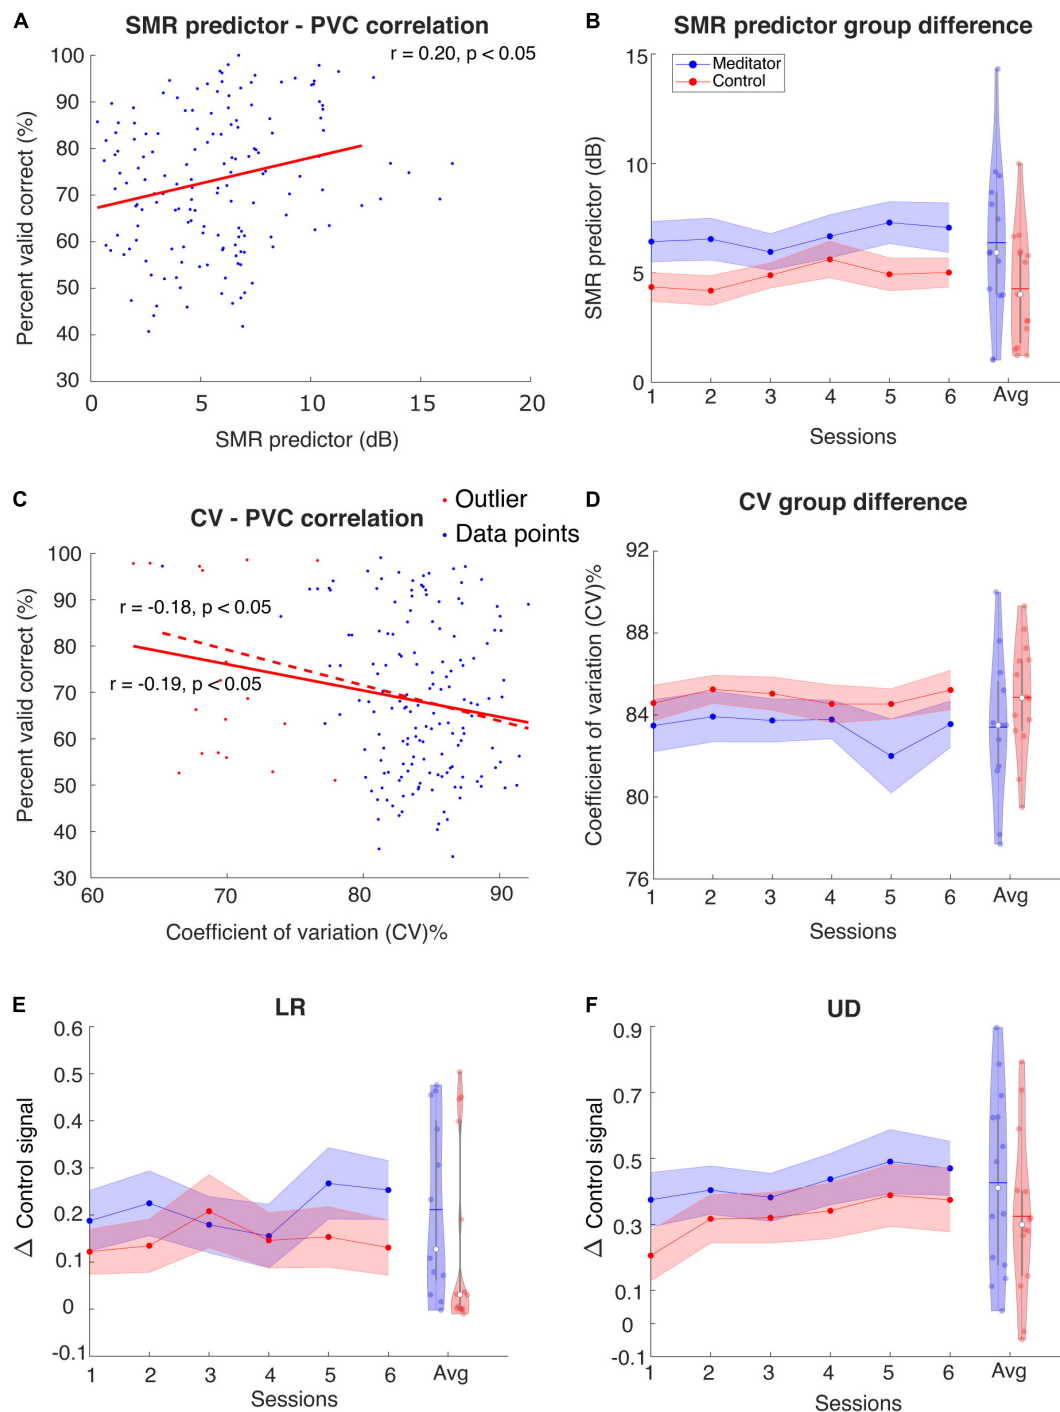 A
SMR predictor - PVC correlation
r = 0.20, p < 0.05
Percent valid correct (%)
100
90
80
70
60
50
40
30
0 5 10 15 20
SMR predictor (dB)
B
SMR predictor group difference
Meditator
Control
SMR predictor (dB)
15
10
5
0
1 2 3 4 5 6 Avg
Sessions
C
CV - PVC correlation
Outlier
Data points
r = -0.18, p < 0.05
r = -0.19, p < 0.05
Percent valid correct (%)
100
90
80
70
60
50
40
30
60 70 80 90
Coefficient of variation (CV)%
D
CV group difference
Coefficient of variation (CV)%
92
88
84
80
76
1 2 3 4 5 6 Avg
Sessions
E
LR
Δ Control signal
0.6
0.5
0.4
0.3
0.2
0.1
0
-0.1
1 2 3 4 5 6 Avg
Sessions
F
UD
Δ Control signal
0.9
0.7
0.5
0.3
0.1
0
-0.1
1 2 3 4 5 6 Avg
Sessions